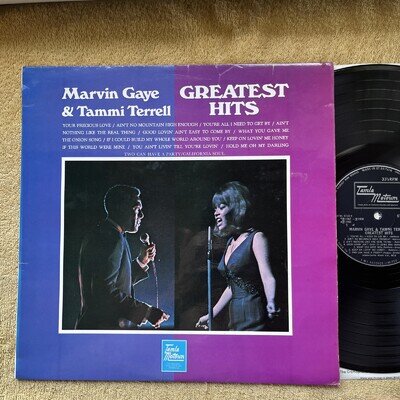 Marvin Gaye
& Tammi Terrell
GREATEST
HITS
YOUR PRECIOUS LOVE / AIN'T NO MOUNTAIN HIGH ENOUGH / YOU'RE ALL I NEED TO GET BY / AIN'T
NOTHING LIKE THE REAL THING / GOOD LOVIN' AIN'T EASY TO COME BY / WHAT YOU GAVE ME
THE ONION SONG / IF I COULD BUILD MY WHOLE WORLD AROUND YOU / KEEP ON LOVIN' ME HONEY
IF THIS WORLD WERE MINE / YOU AIN'T LIVIN' TILL YOU'RE LOVIN' / HOLD ME OH MY DARLING
TWO CAN HAVE A PARTY/CALIFORNIA SOUL
Tamla
Motown
33⅓ RPM
Tamla
Motown
MARVIN GAYE & TAMMI TER
GREATEST HITS